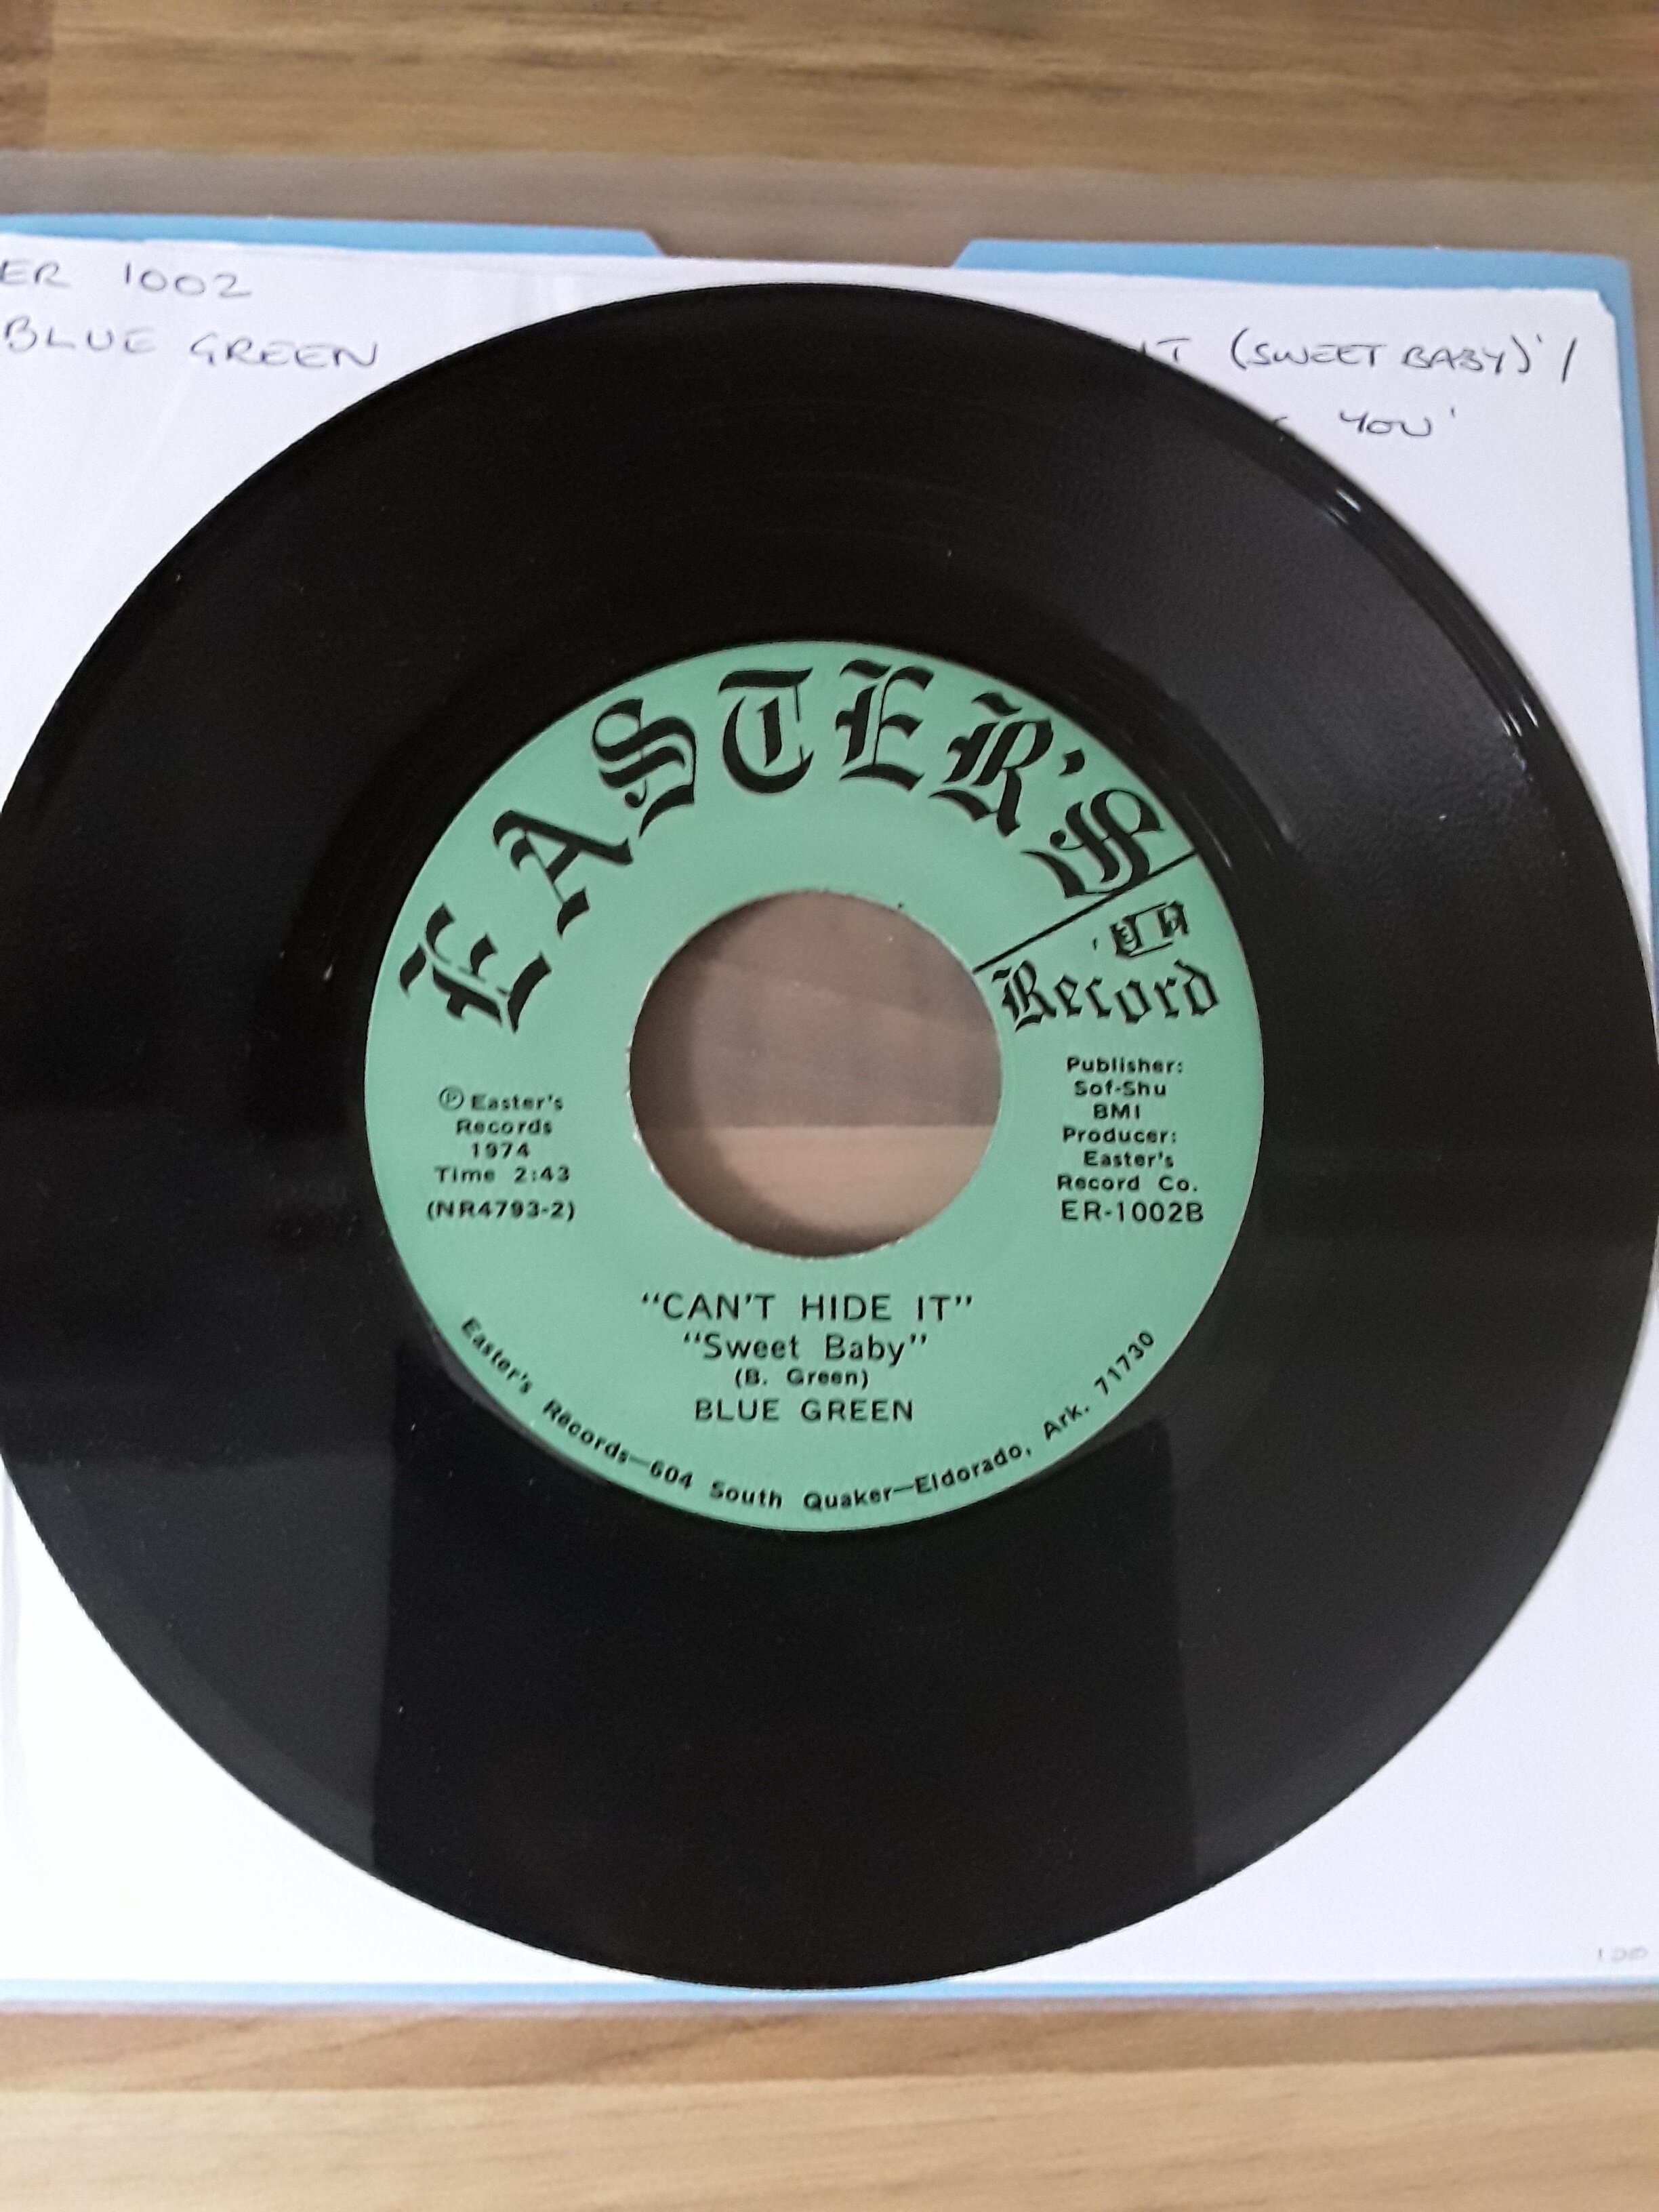 ER 1002
BLUE GREEN
IT (SWEET BABY)' /
YOU'
EASTER'S
Record
Ⓟ Easter's
Records
1974
Time 2:43
(NR4793-2)
Publisher:
Sof-Shu
BMI
Producer:
Easter's
Record Co.
ER-1002B
"CAN'T HIDE IT"
"Sweet Baby"
(B. Green)
BLUE GREEN
Easter's Records—604 South Quaker—Eldorado, Ark. 71730